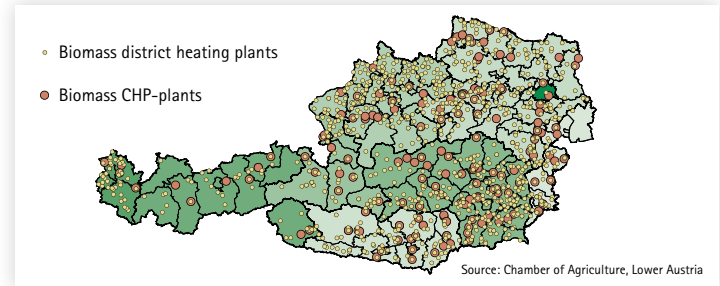 Biomass district heating plants
Biomass CHP-plants
Source: Chamber of Agriculture, Lower Austria